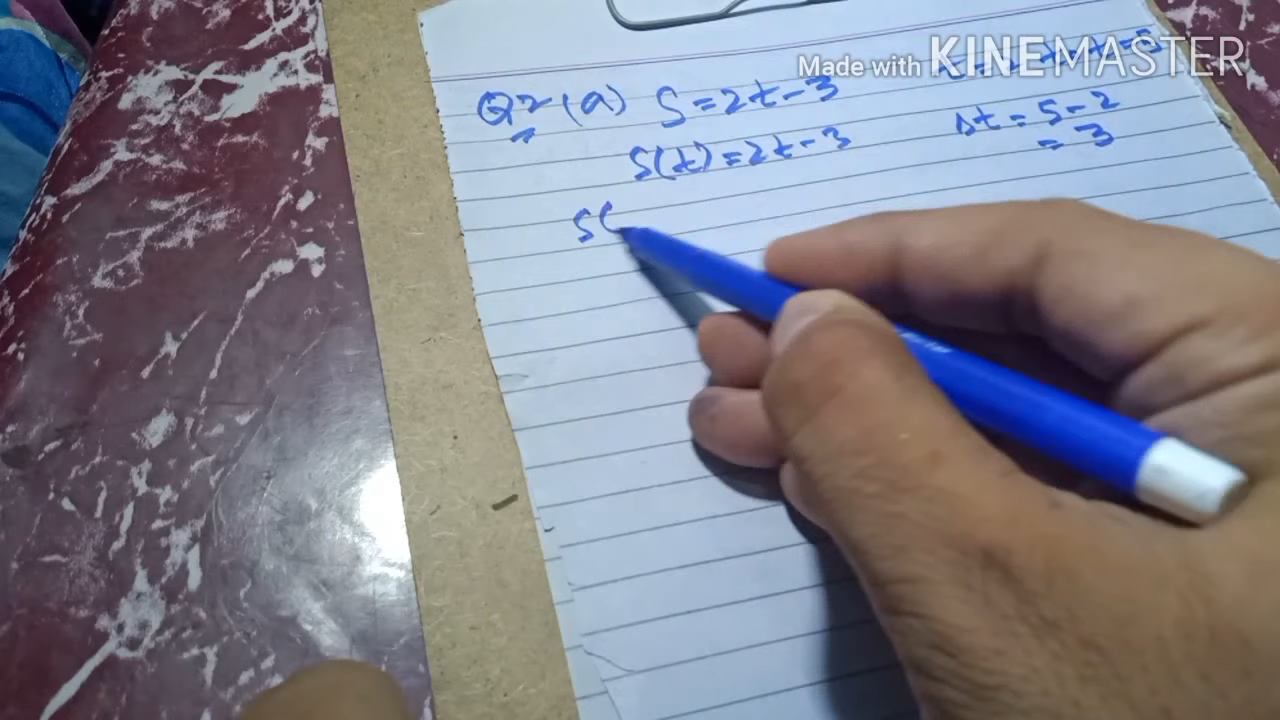 Made with KINEMASTER
Q2 (a) S = 2t - 3
S(t) = 2t - 3
Δt = 5 - 2
= 3
S(